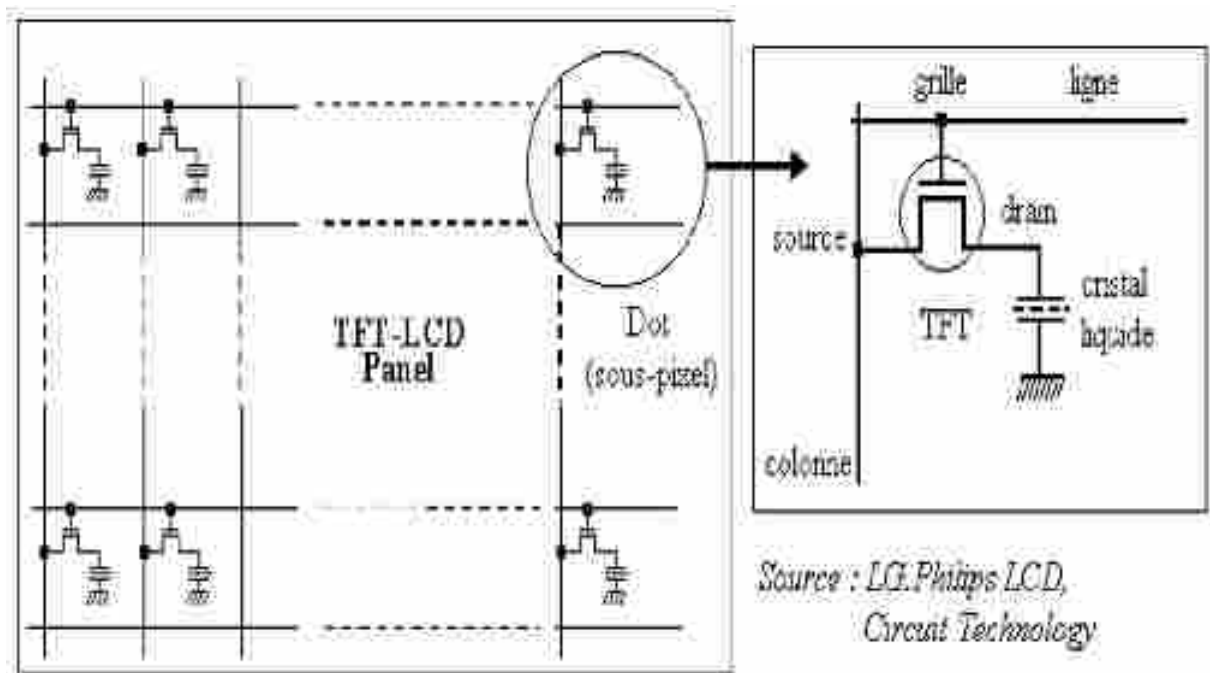 TFT-LCD
Panel
Dot
(sous-pixel)
grille
ligne
source
drain
TFT
cristal
liquide
colonne
Source : LG.Philips LCD,
Circuit Technology